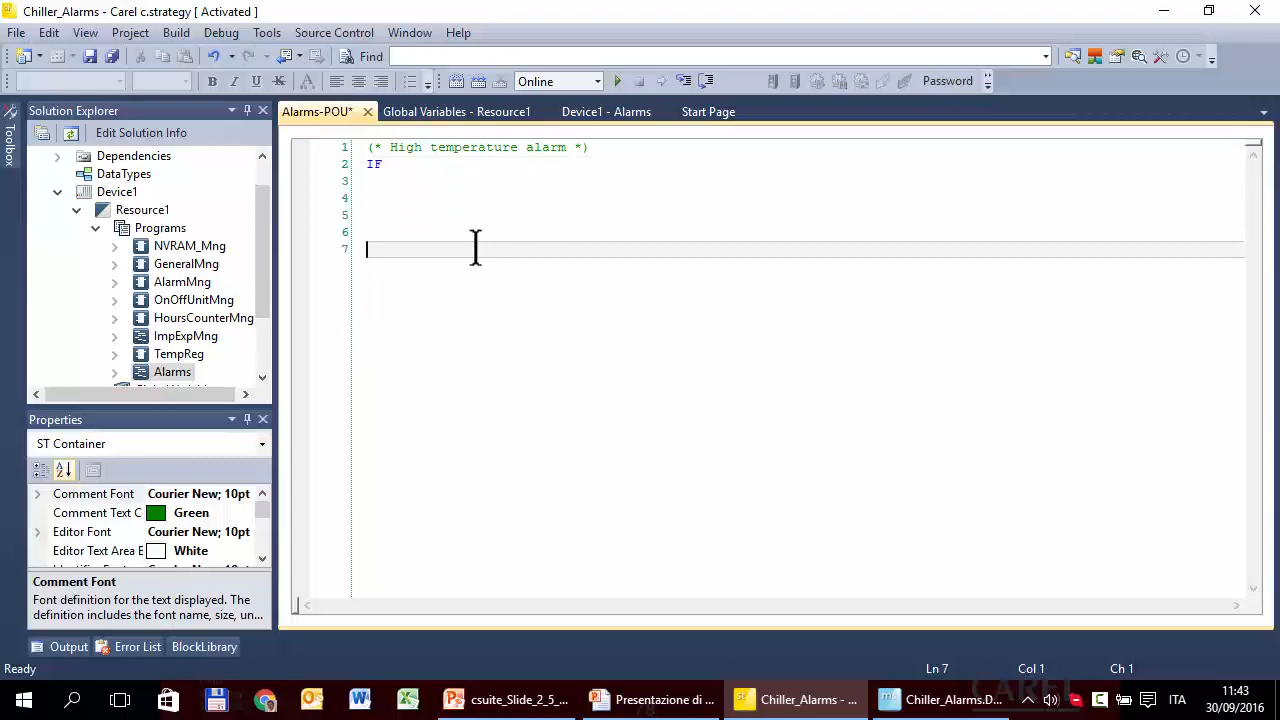 Chiller_Alarms - Carel c.strategy [ Activated ]
File Edit View Project Build Debug Tools Source Control Window Help
Find
Online Password
Toolbox
Solution Explorer
Edit Solution Info
Dependencies
DataTypes
Device1
Resource1
Programs
NVRAM_Mng
GeneralMng
AlarmMng
OnOffUnitMng
HoursCounterMng
ImpExpMng
TempReg
Alarms
Properties
ST Container
Comment Font Courier New; 10pt
Comment Text C Green
Editor Font Courier New; 10pt
Editor Text Area E White
Comment Font
Font definition for the text displayed. The
definition includes the font name, size, un...
Output Error List BlockLibrary
Alarms-POU* Global Variables - Resource1 Device1 - Alarms Start Page
1 (* High temperature alarm *)
2 IF
3
4
5
6
7
Ready Ln 7 Col 1 Ch 1
csuite_Slide_2_5_... Presentazione di ... Chiller_Alarms - ... Chiller_Alarms.D... ITA
11:43
30/09/2016